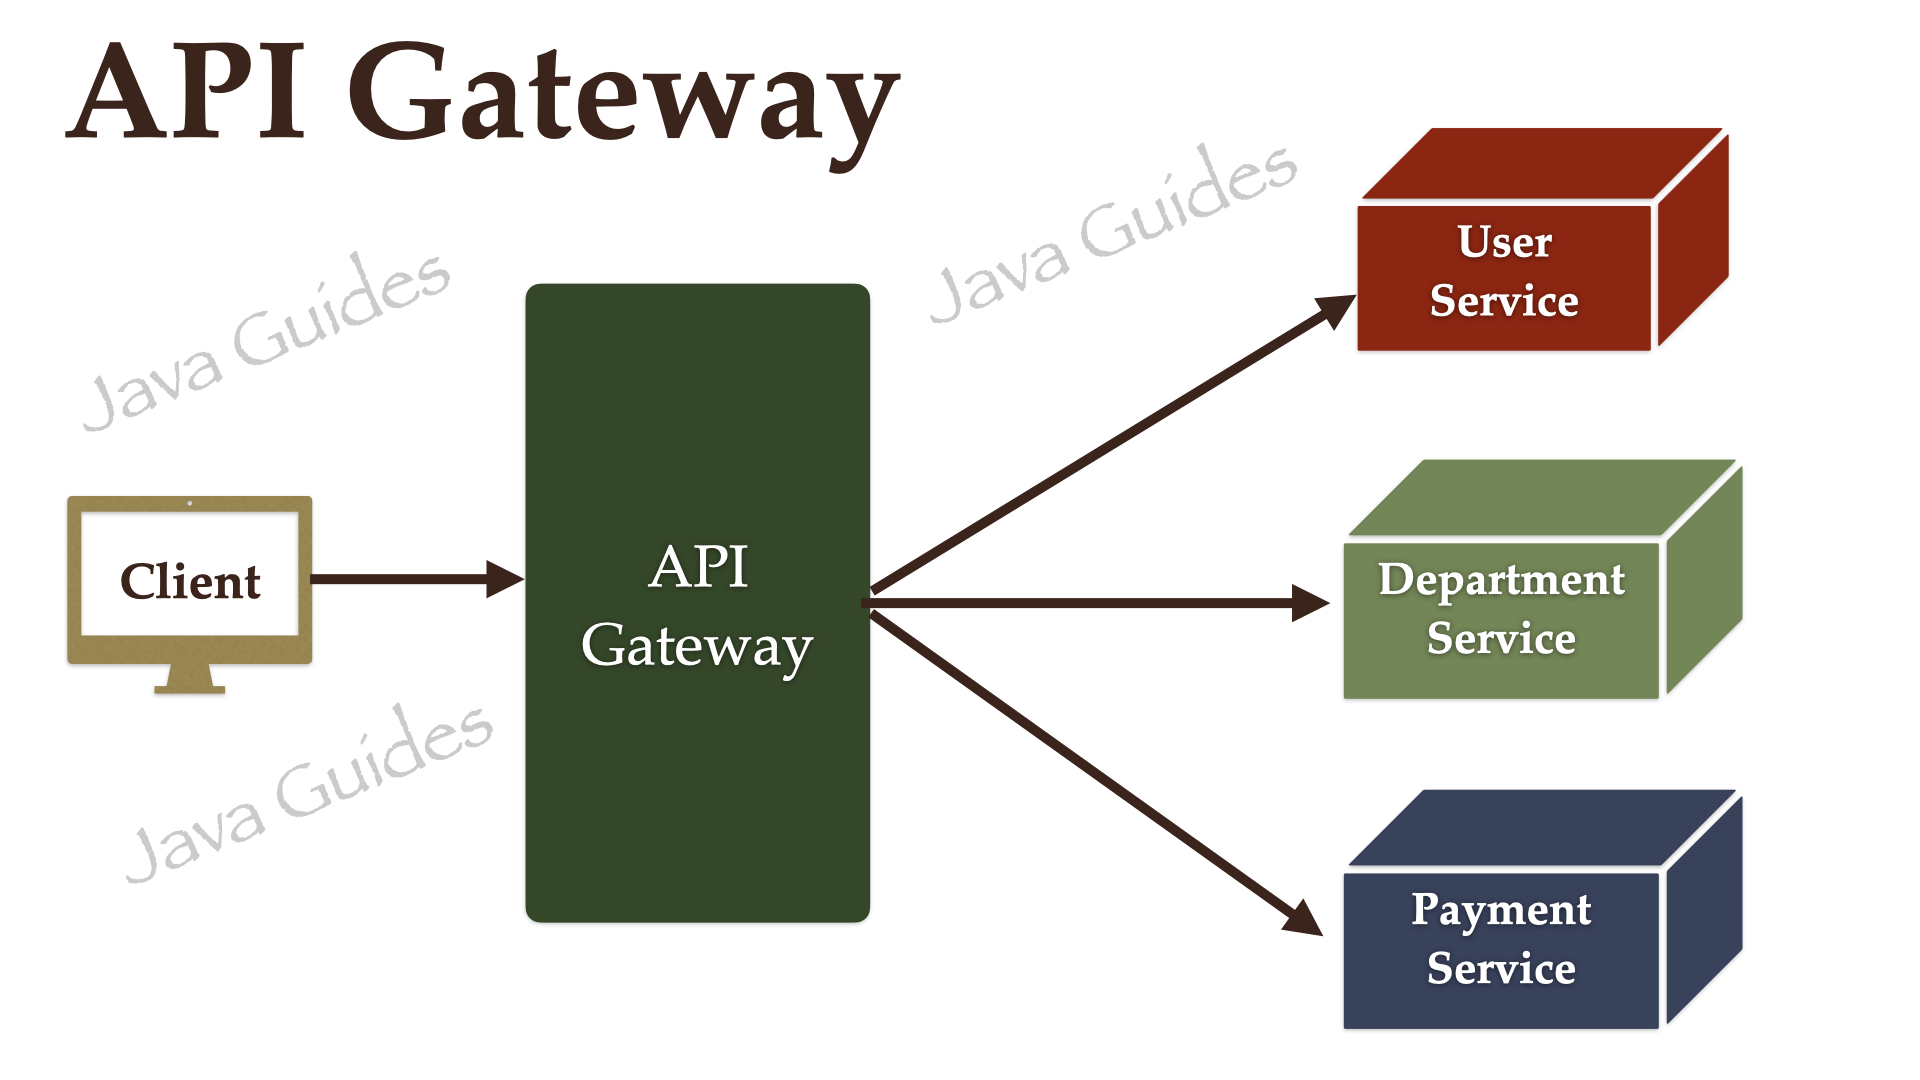 API Gateway
Java Guides
Java Guides
User
Service
Client
API
Gateway
Department
Service
Java Guides
Payment
Service